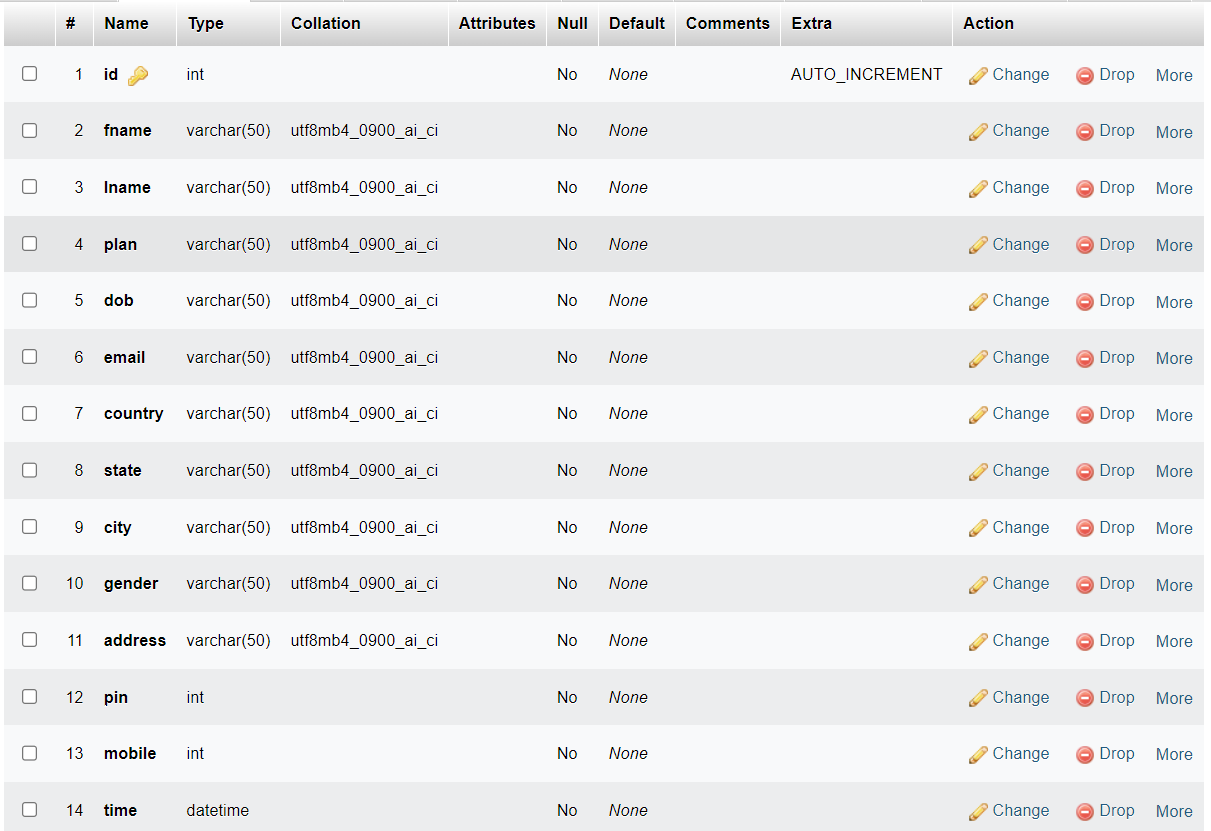 # Name Type Collation Attributes Null Default Comments Extra Action
1 id int No None AUTO_INCREMENT Change Drop More
2 fname varchar(50) utf8mb4_0900_ai_ci No None Change Drop More
3 lname varchar(50) utf8mb4_0900_ai_ci No None Change Drop More
4 plan varchar(50) utf8mb4_0900_ai_ci No None Change Drop More
5 dob varchar(50) utf8mb4_0900_ai_ci No None Change Drop More
6 email varchar(50) utf8mb4_0900_ai_ci No None Change Drop More
7 country varchar(50) utf8mb4_0900_ai_ci No None Change Drop More
8 state varchar(50) utf8mb4_0900_ai_ci No None Change Drop More
9 city varchar(50) utf8mb4_0900_ai_ci No None Change Drop More
10 gender varchar(50) utf8mb4_0900_ai_ci No None Change Drop More
11 address varchar(50) utf8mb4_0900_ai_ci No None Change Drop More
12 pin int No None Change Drop More
13 mobile int No None Change Drop More
14 time datetime No None Change Drop More